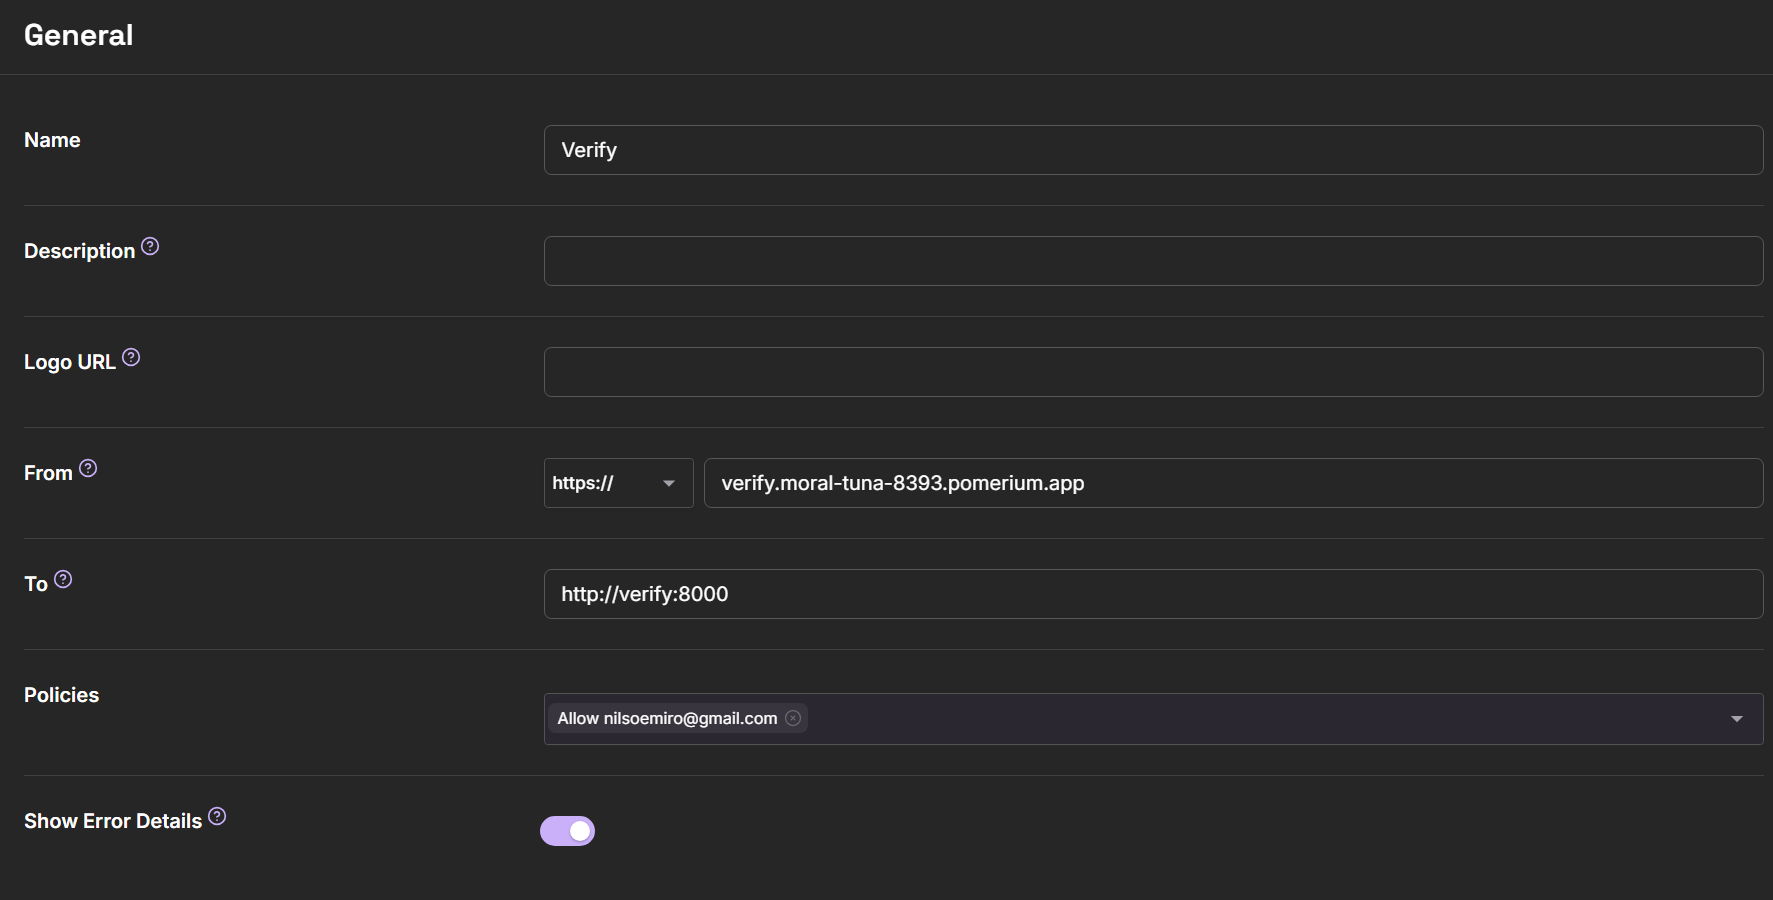 General
Name
Verify
Description
Logo URL
From
https://
verify.moral-tuna-8393.pomerium.app
To
http://verify:8000
Policies
Allow nilsoemiro@gmail.com
Show Error Details